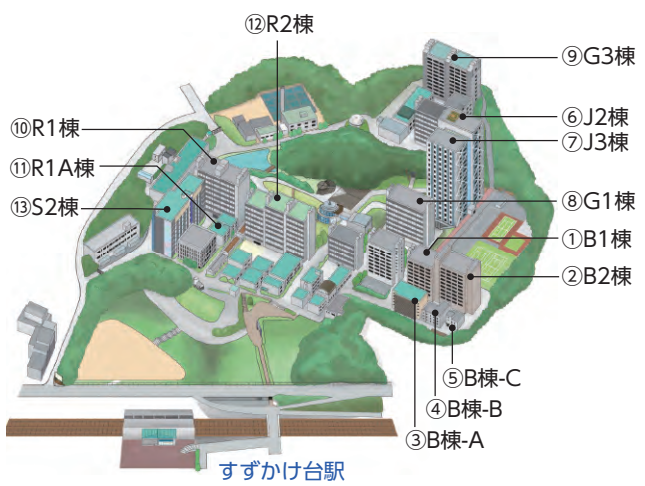 ⑫R2棟
⑨G3棟
⑥J2棟
⑩R1棟
⑦J3棟
⑪R1A棟
⑧G1棟
⑬S2棟
①B1棟
②B2棟
⑤B棟-C
④B棟-B
③B棟-A
すずかけ台駅